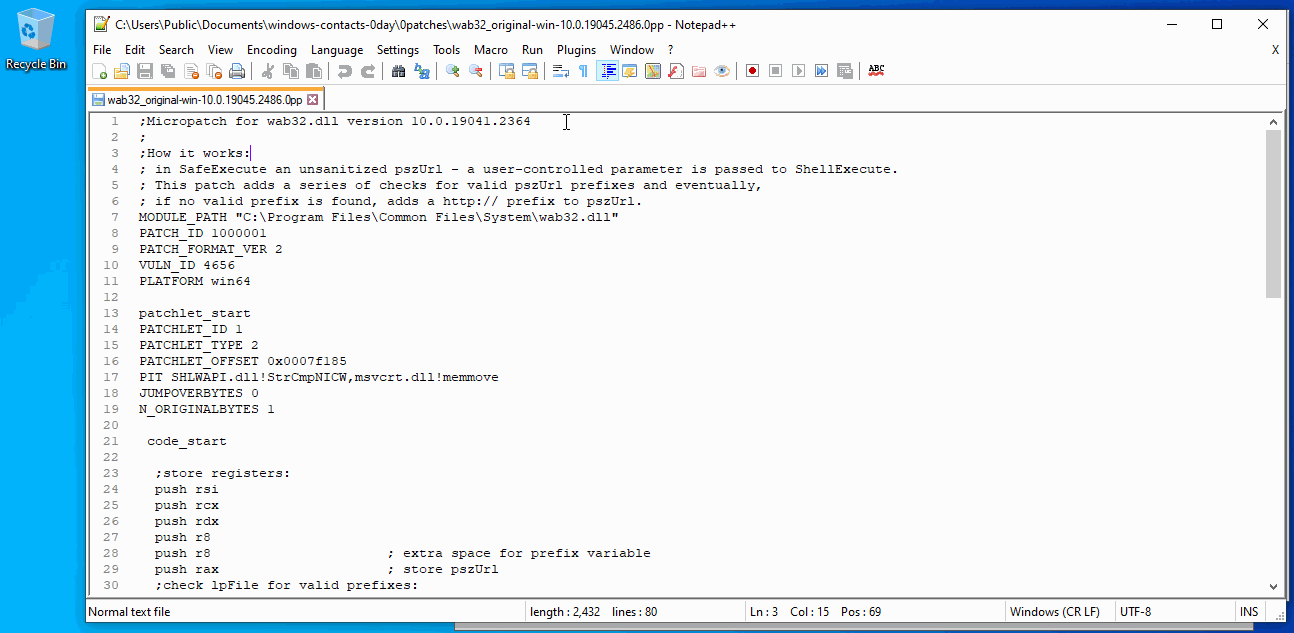 C:\Users\Public\Documents\windows-contacts-0day\0patches\wab32_original-win-10.0.19045.2486.0pp - Notepad++
File Edit Search View Encoding Language Settings Tools Macro Run Plugins Window ? X
ABC
Recycle Bin
wab32_original-win-10.0.19045.2486.0pp
1 ;Micropatch for wab32.dll version 10.0.19041.2364
2 ;
3 ;How it works:
4 ; in SafeExecute an unsanitized pszUrl - a user-controlled parameter is passed to ShellExecute.
5 ; This patch adds a series of checks for valid pszUrl prefixes and eventually,
6 ; if no valid prefix is found, adds a http:// prefix to pszUrl.
7 MODULE_PATH "C:\Program Files\Common Files\System\wab32.dll"
8 PATCH_ID 1000001
9 PATCH_FORMAT_VER 2
10 VULN_ID 4656
11 PLATFORM win64
12
13 patchlet_start
14 PATCHLET_ID 1
15 PATCHLET_TYPE 2
16 PATCHLET_OFFSET 0x0007f185
17 PIT SHLWAPI.dll!StrCmpNICW,msvcrt.dll!memmove
18 JUMPOVERBYTES 0
19 N_ORIGINALBYTES 1
20
21 code_start
22
23 ;store registers:
24 push rsi
25 push rcx
26 push rdx
27 push r8
28 push r8 ; extra space for prefix variable
29 push rax ; store pszUrl
30 ;check lpFile for valid prefixes:
Normal text file length : 2,432 lines : 80 Ln : 3 Col : 15 Pos : 69 Windows (CR LF) UTF-8 INS